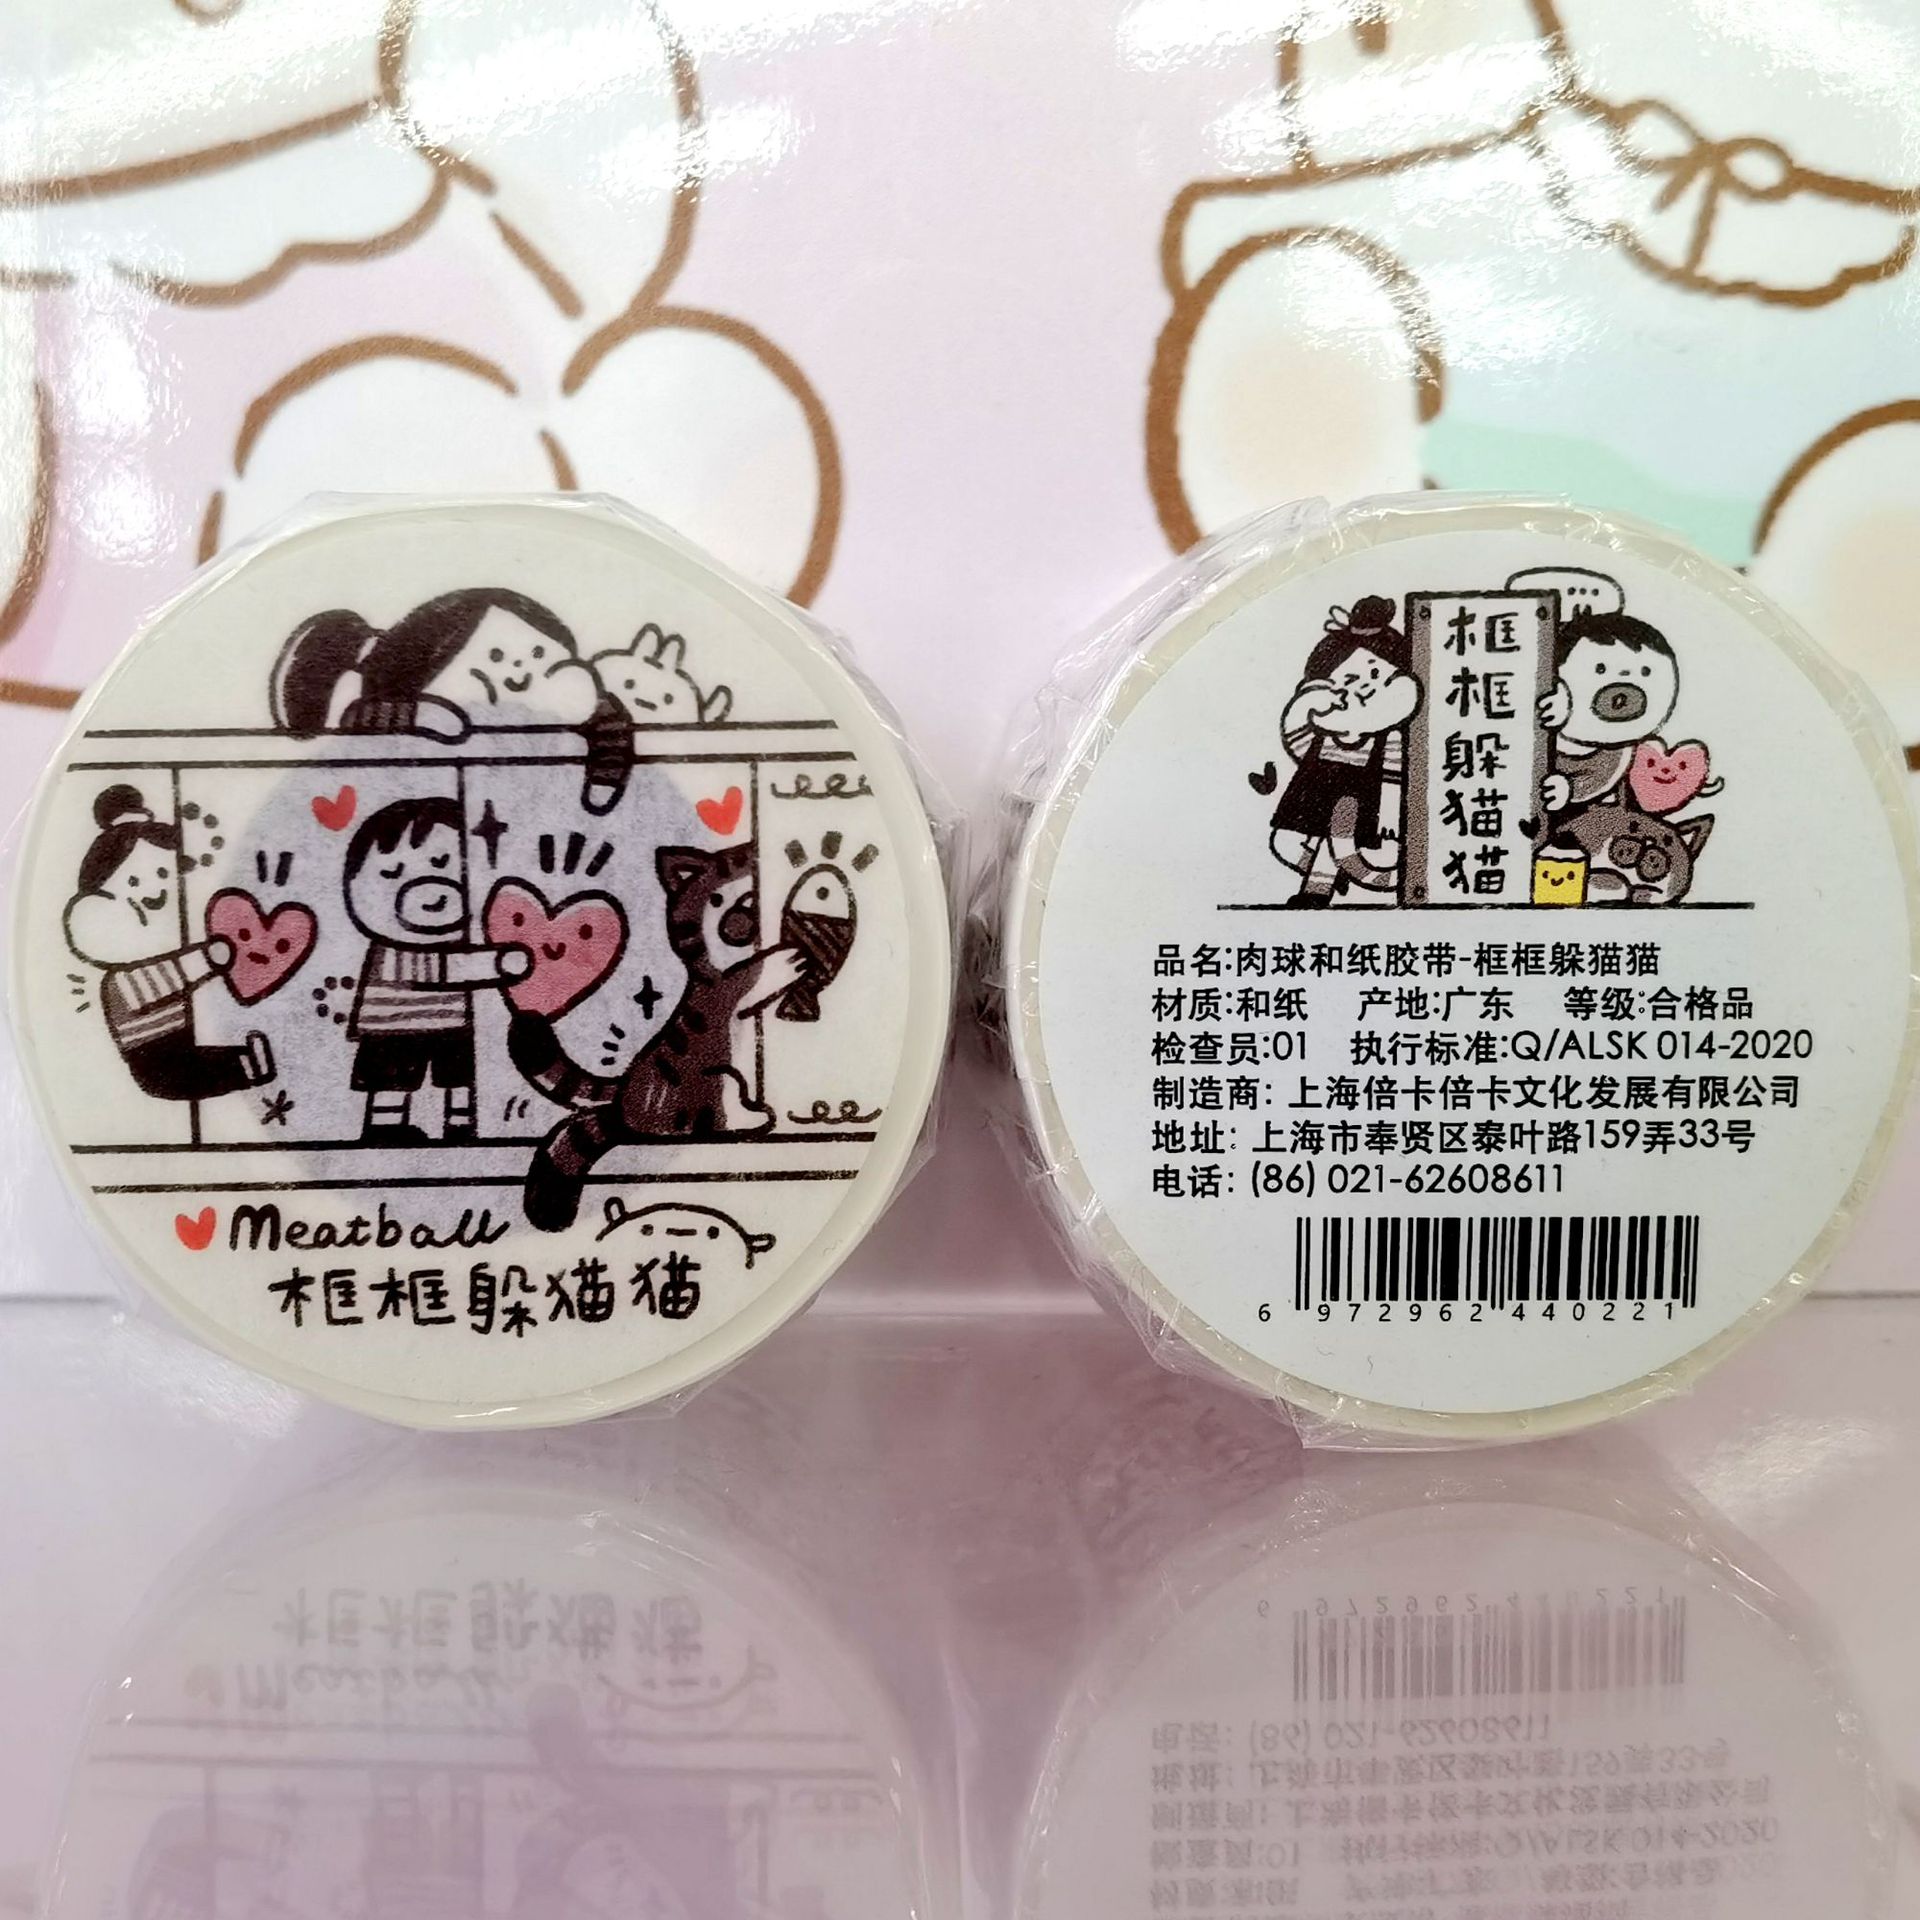 Meatball
框框躲猫猫
框
框
躲
猫
猫
品名:肉球和纸胶带-框框躲猫猫
材质:和纸 产地:广东 等级:合格品
检查员:01 执行标准:Q/ALSK 014-2020
制造商: 上海倍卡倍卡文化发展有限公司
地址: 上海市奉贤区泰叶路159弄33号
电话: (86) 021-62608611
6 972962 440221